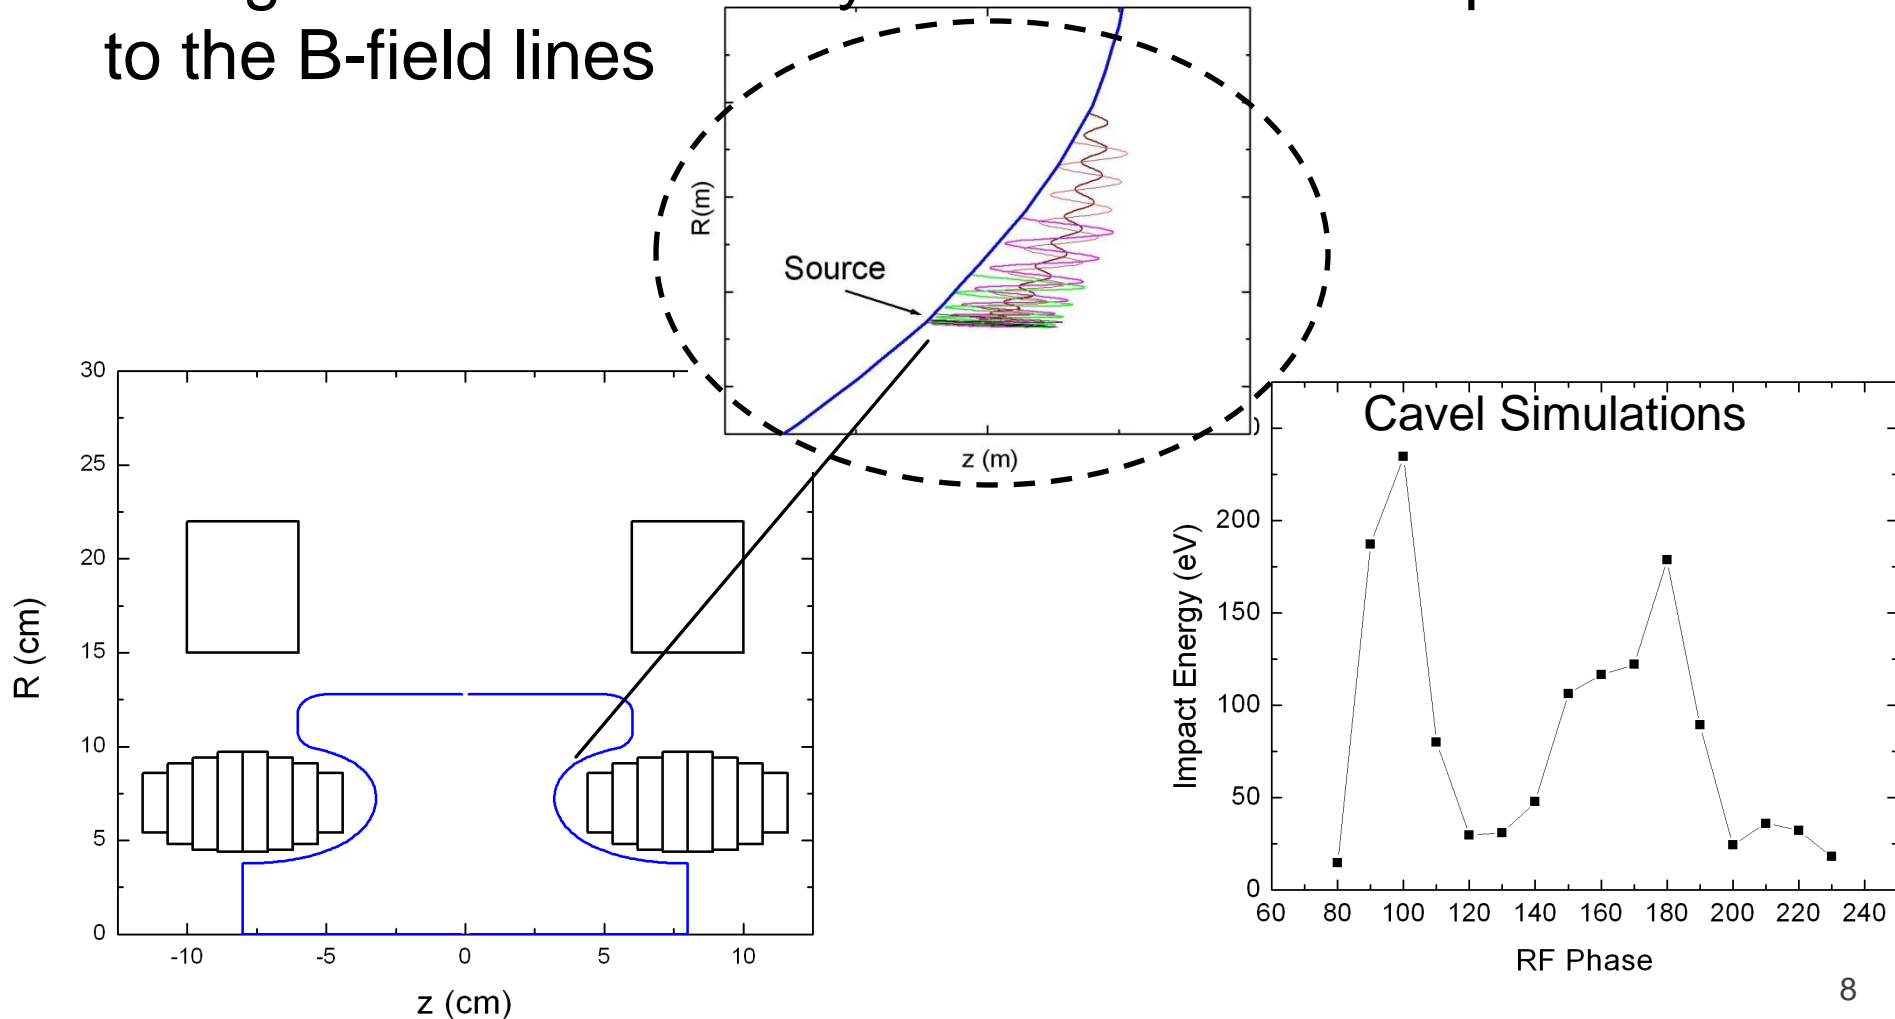 to the B-field lines
R(m)
Source
z (m)
30
25
20
15
10
5
0
R (cm)
-10
-5
0
5
10
z (cm)
Cavel Simulations
200
150
100
50
0
Impact Energy (eV)
60 80 100 120 140 160 180 200 220 240
RF Phase
8